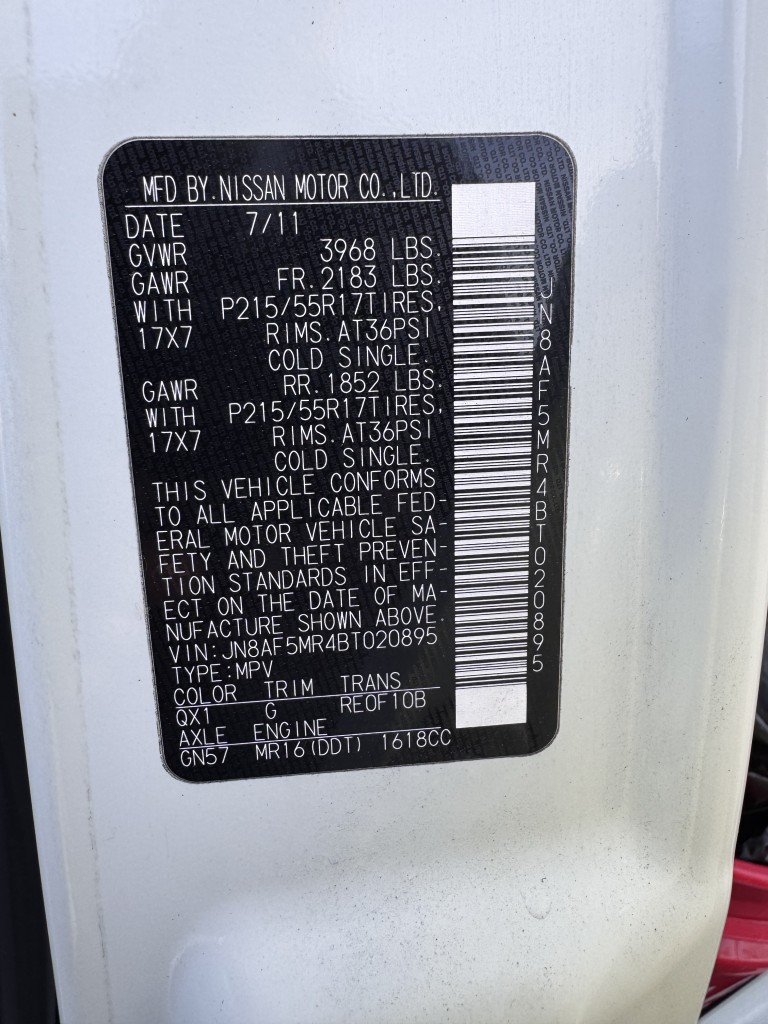 MFD BY.NISSAN MOTOR CO.,LTD.
DATE 7/11
GVWR 3968 LBS.
GAWR FR.2183 LBS.
WITH P215/55R17TIRES,
17X7 RIMS.AT36PSI
COLD SINGLE.
GAWR RR.1852 LBS.
WITH P215/55R17TIRES,
17X7 RIMS.AT36PSI
COLD SINGLE.
THIS VEHICLE CONFORMS
TO ALL APPLICABLE FED-
ERAL MOTOR VEHICLE SA-
FETY AND THEFT PREVEN-
TION STANDARDS IN EFF-
ECT ON THE DATE OF MA-
NUFACTURE SHOWN ABOVE.
VIN:JN8AF5MR4BT020895
TYPE:MPV
COLOR TRIM TRANS
QX1 G RE0F10B
AXLE ENGINE
GN57 MR16(DDT) 1618CC
JN8AF5MR4BT020895